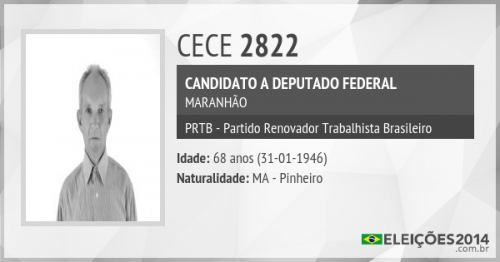 CECE 2822
CANDIDATO A DEPUTADO FEDERAL
MARANHÃO
PRTB - Partido Renovador Trabalhista Brasileiro
Idade: 68 anos (31-01-1946)
Naturalidade: MA - Pinheiro
ELEIÇÕES2014
.com.br